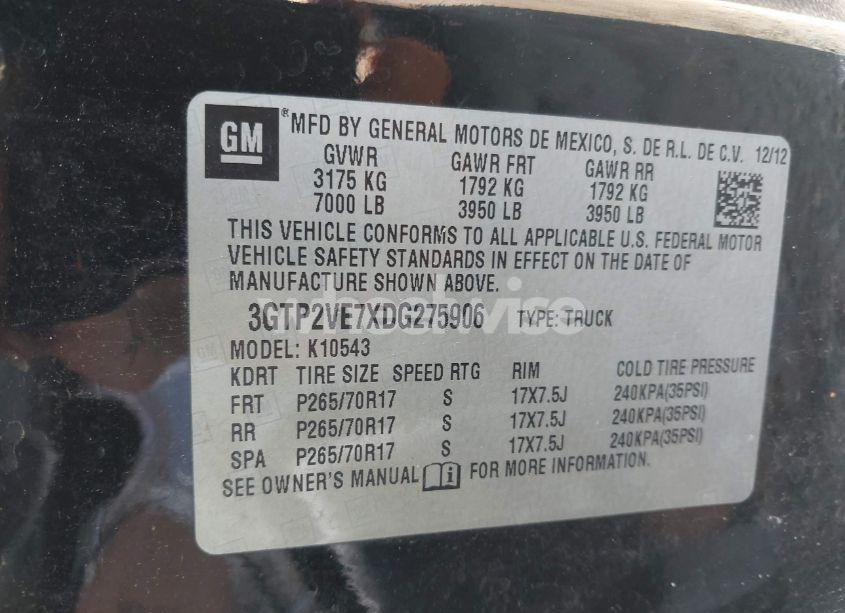 GM ® MFD BY GENERAL MOTORS DE MEXICO, S. DE R.L. DE C.V. 12/12
GVWR GAWR FRT GAWR RR
3175 KG 1792 KG 1792 KG
7000 LB 3950 LB 3950 LB
THIS VEHICLE CONFORMS TO ALL APPLICABLE U.S. FEDERAL MOTOR
VEHICLE SAFETY STANDARDS IN EFFECT ON THE DATE OF
MANUFACTURE SHOWN ABOVE.
3GTP2VE7XDG275906 TYPE: TRUCK
wheelwise
MODEL: K10543
KDRT TIRE SIZE SPEED RTG RIM COLD TIRE PRESSURE
FRT P265/70R17 S 17X7.5J 240KPA(35PSI)
RR P265/70R17 S 17X7.5J 240KPA(35PSI)
SPA P265/70R17 S 17X7.5J 240KPA(35PSI)
SEE OWNER'S MANUAL FOR MORE INFORMATION.